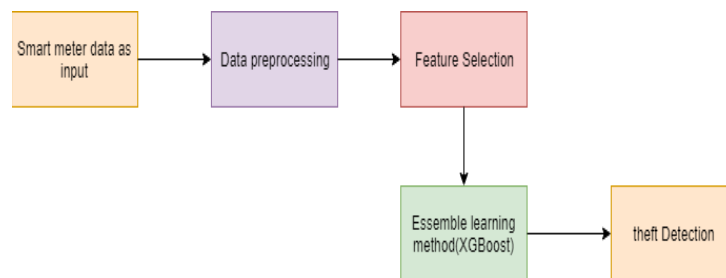 Smart meter data as
input
Data preprocessing
Feature Selection
Essemble learning
method(XGBoost)
theft Detection